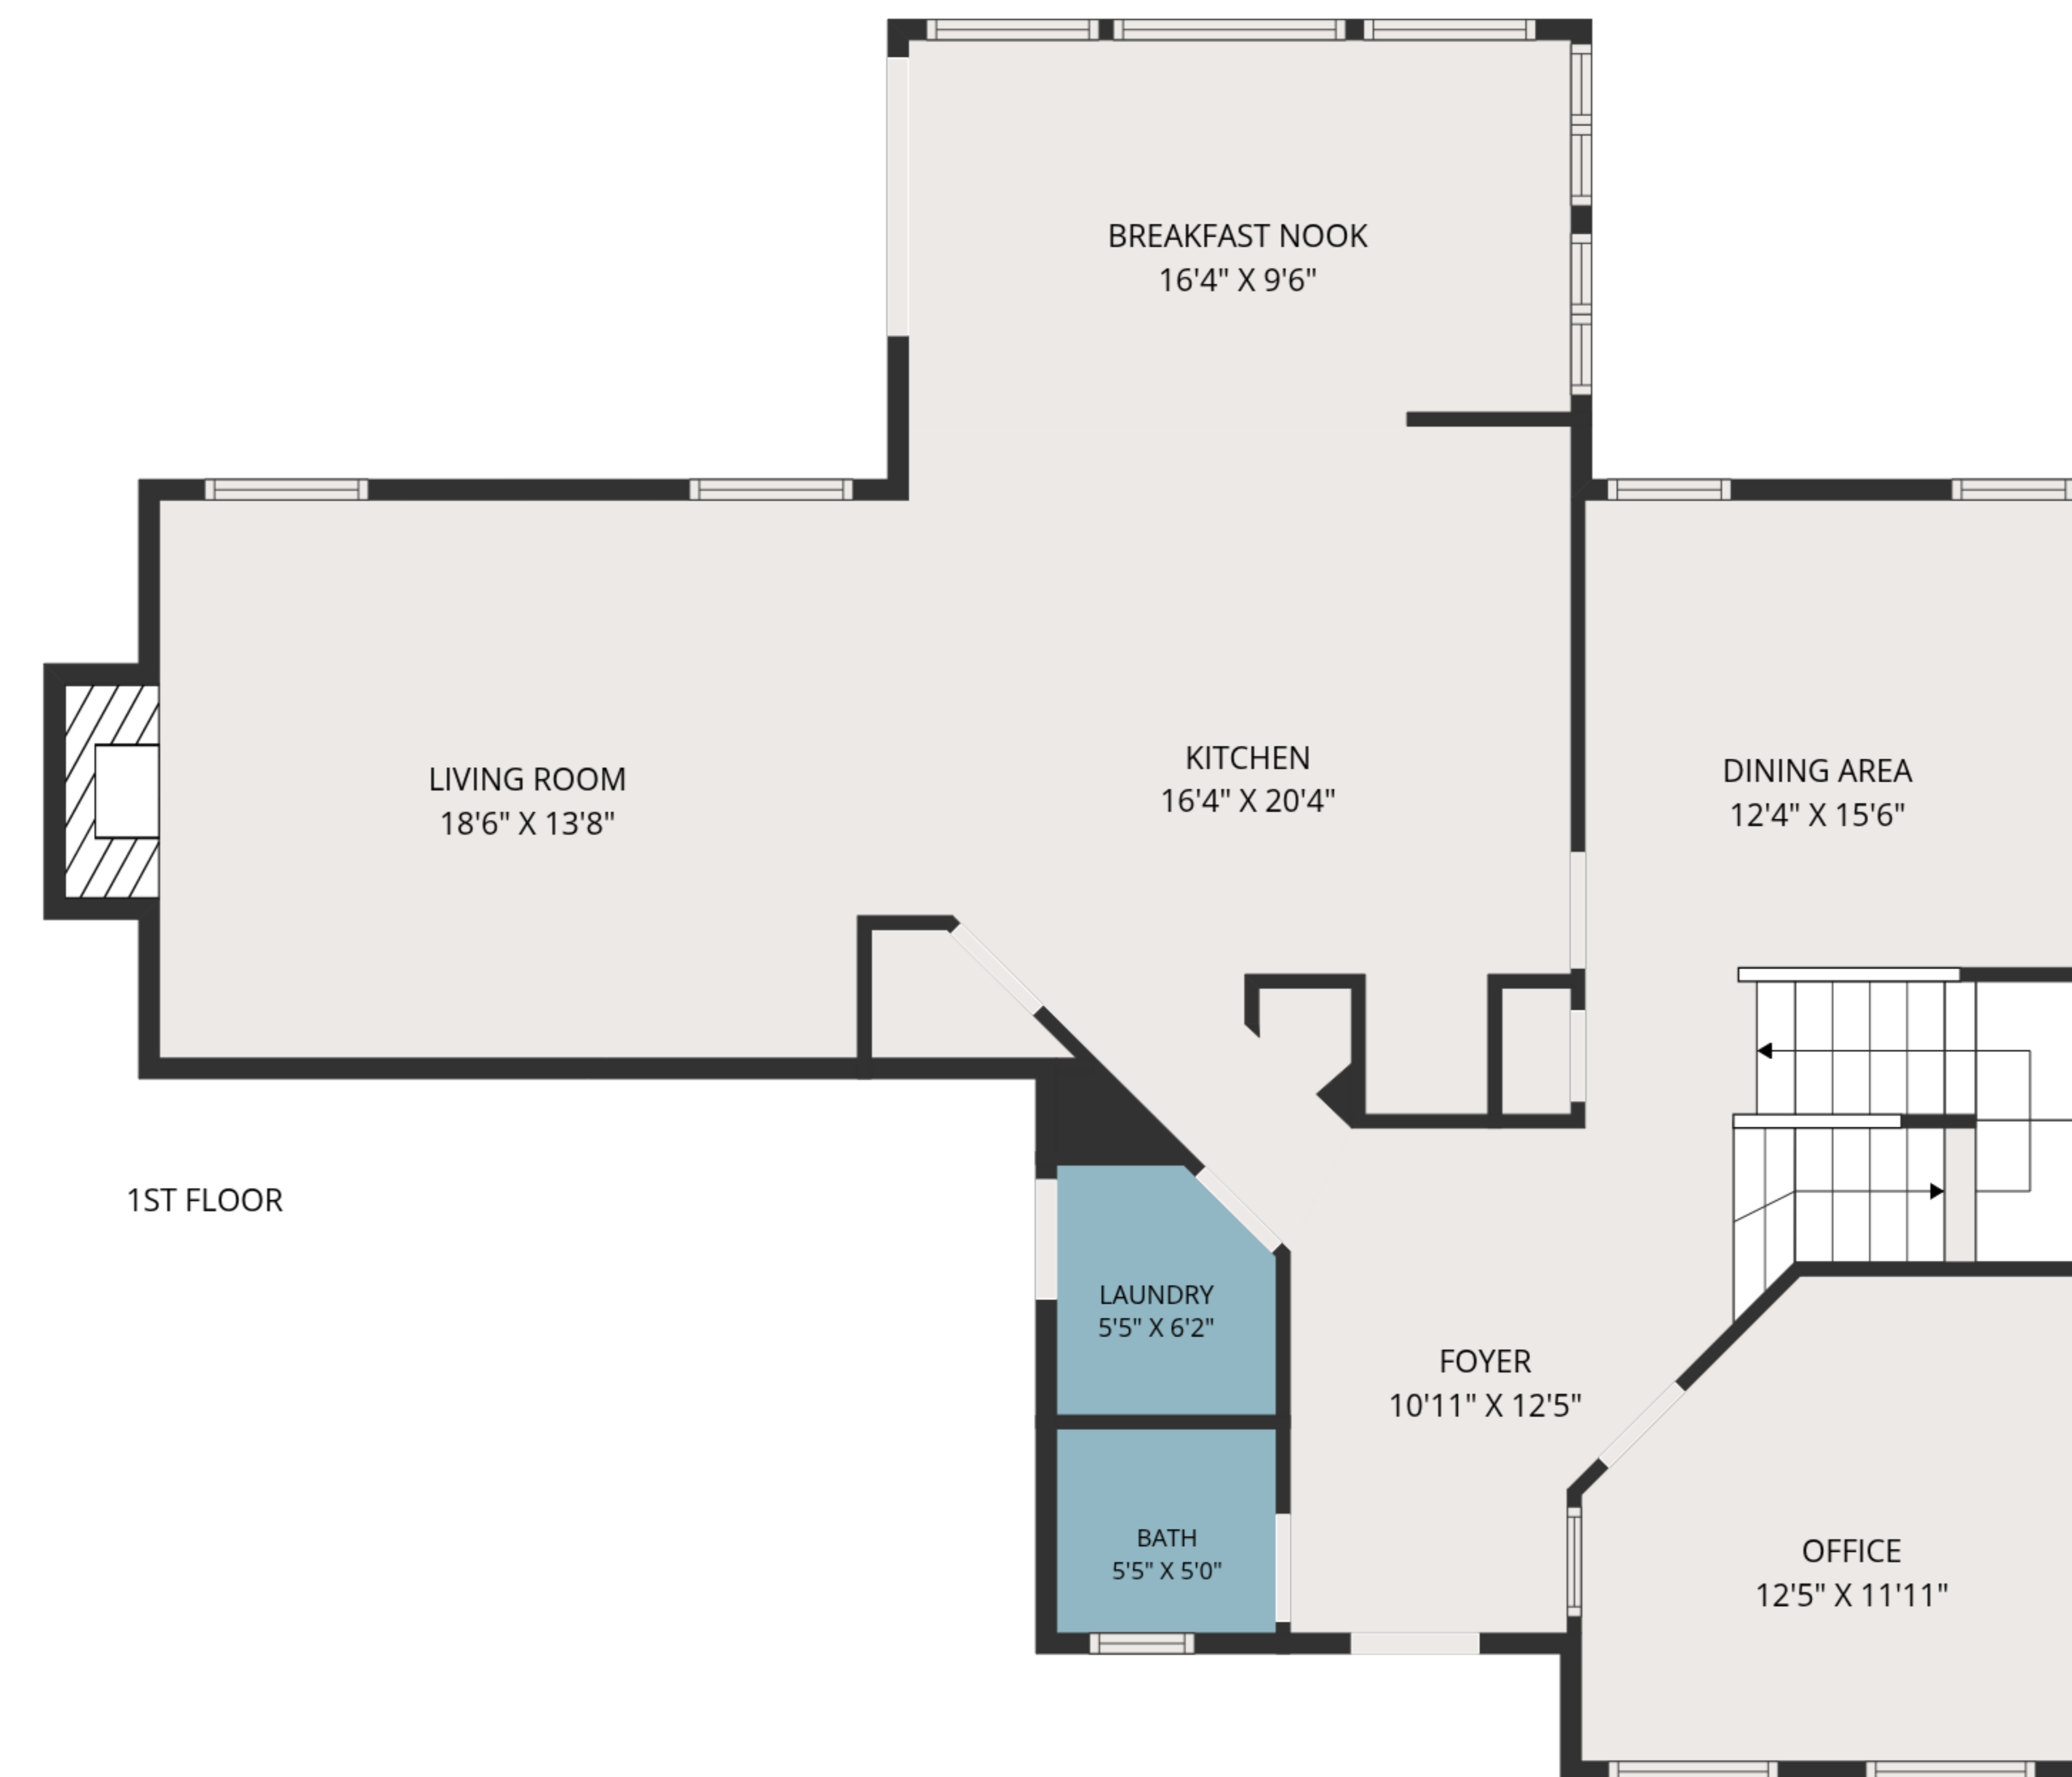 BREAKFAST NOOK
16'4" X 9'6"
LIVING ROOM
18'6" X 13'8"
KITCHEN
16'4" X 20'4"
DINING AREA
12'4" X 15'6"
1ST FLOOR
LAUNDRY
5'5" X 6'2"
FOYER
10'11" X 12'5"
BATH
5'5" X 5'0"
OFFICE
12'5" X 11'11"